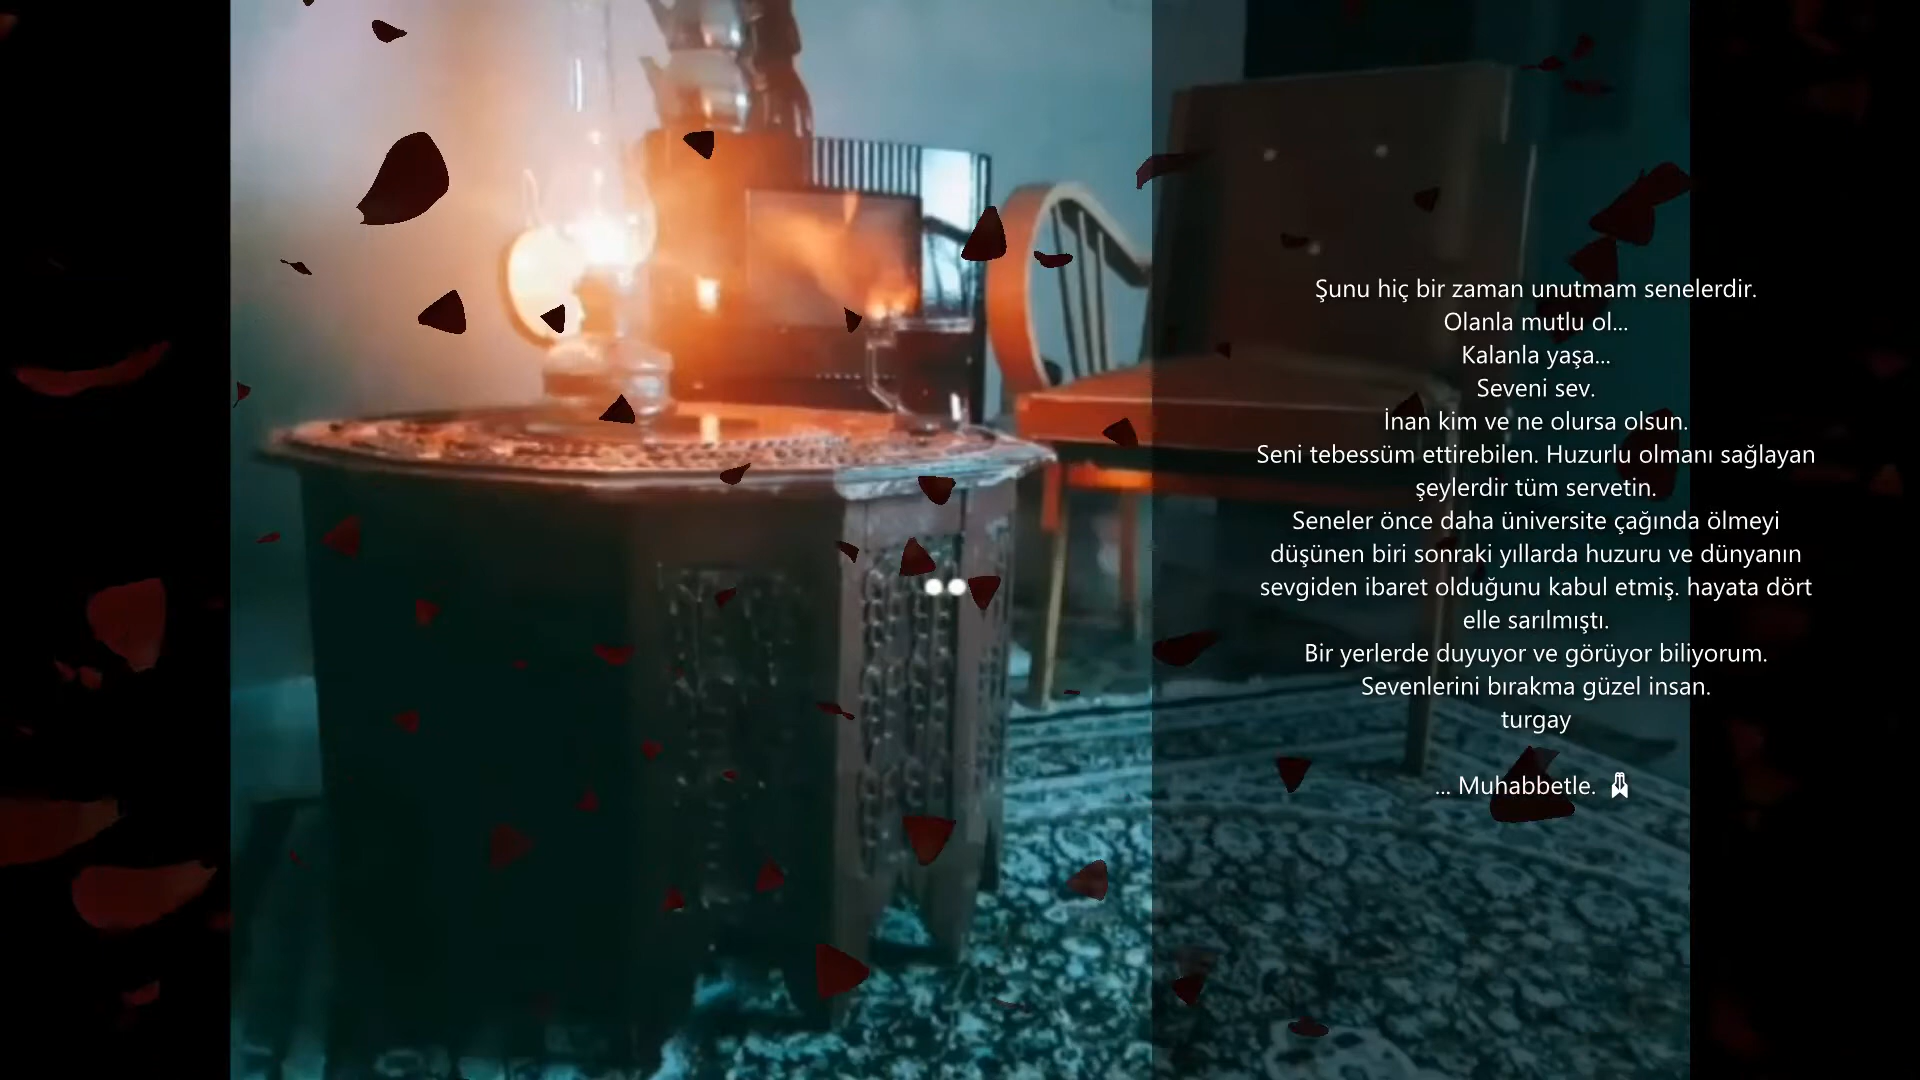 Şunu hiç bir zaman unutmam senelerdir.
Olanla mutlu ol...
Kalanla yaşa...
Seveni sev.
İnan kim ve ne olursa olsun.
Seni tebessüm ettirebilen. Huzurlu olmanı sağlayan
şeylerdir tüm servetin.
Seneler önce daha üniversite çağında ölmeyi
düşünen biri sonraki yıllarda huzuru ve dünyanın
sevgiden ibaret olduğunu kabul etmiş. hayata dört
elle sarılmıştı.
Bir yerlerde duyuyor ve görüyor biliyorum.
Sevenlerini bırakma güzel insan.
turgay
... Muhabbetle. 🙏